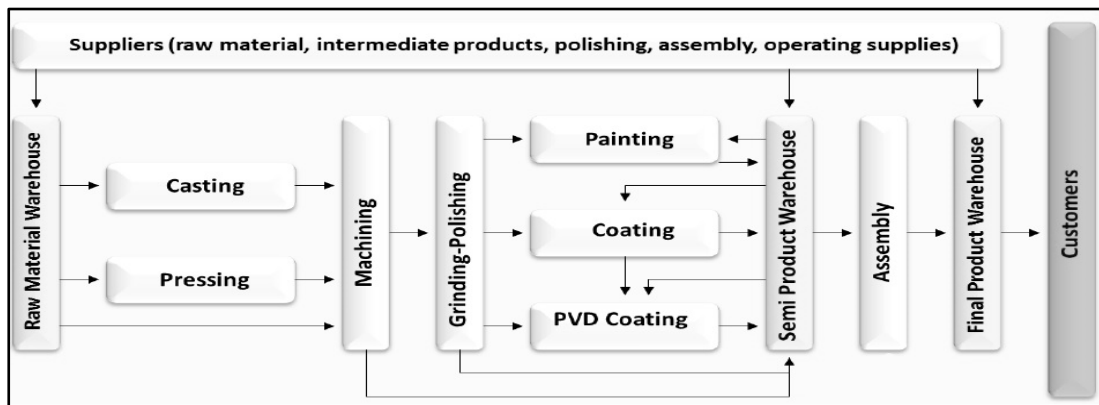 Suppliers (raw material, intermediate products, polishing, assembly, operating supplies)
Raw Material Warehouse
Casting
Pressing
Machining
Grinding-Polishing
Painting
Coating
PVD Coating
Semi Product Warehouse
Assembly
Final Product Warehouse
Customers